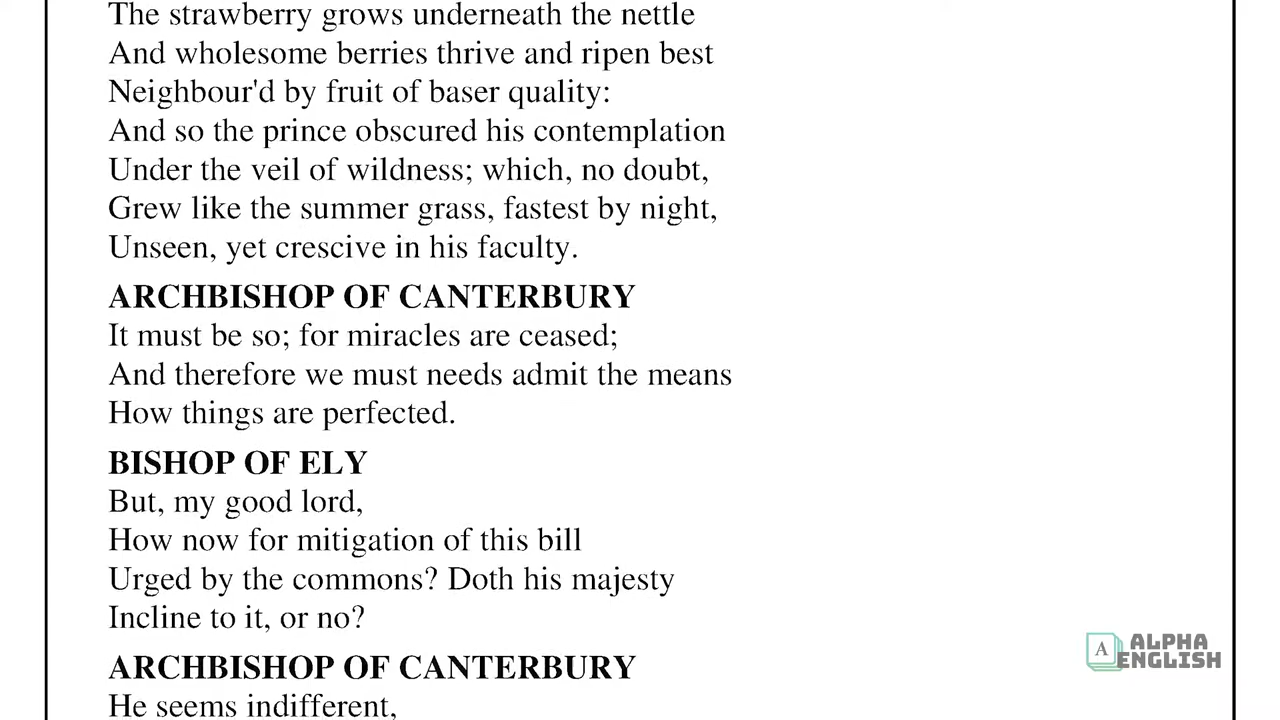 The strawberry grows underneath the nettle
And wholesome berries thrive and ripen best
Neighbour'd by fruit of baser quality:
And so the prince obscured his contemplation
Under the veil of wildness; which, no doubt,
Grew like the summer grass, fastest by night,
Unseen, yet crescive in his faculty.
ARCHBISHOP OF CANTERBURY
It must be so; for miracles are ceased;
And therefore we must needs admit the means
How things are perfected.
BISHOP OF ELY
But, my good lord,
How now for mitigation of this bill
Urged by the commons? Doth his majesty
Incline to it, or no?
ARCHBISHOP OF CANTERBURY
He seems indifferent,
A
ALPHA
ENGLISH